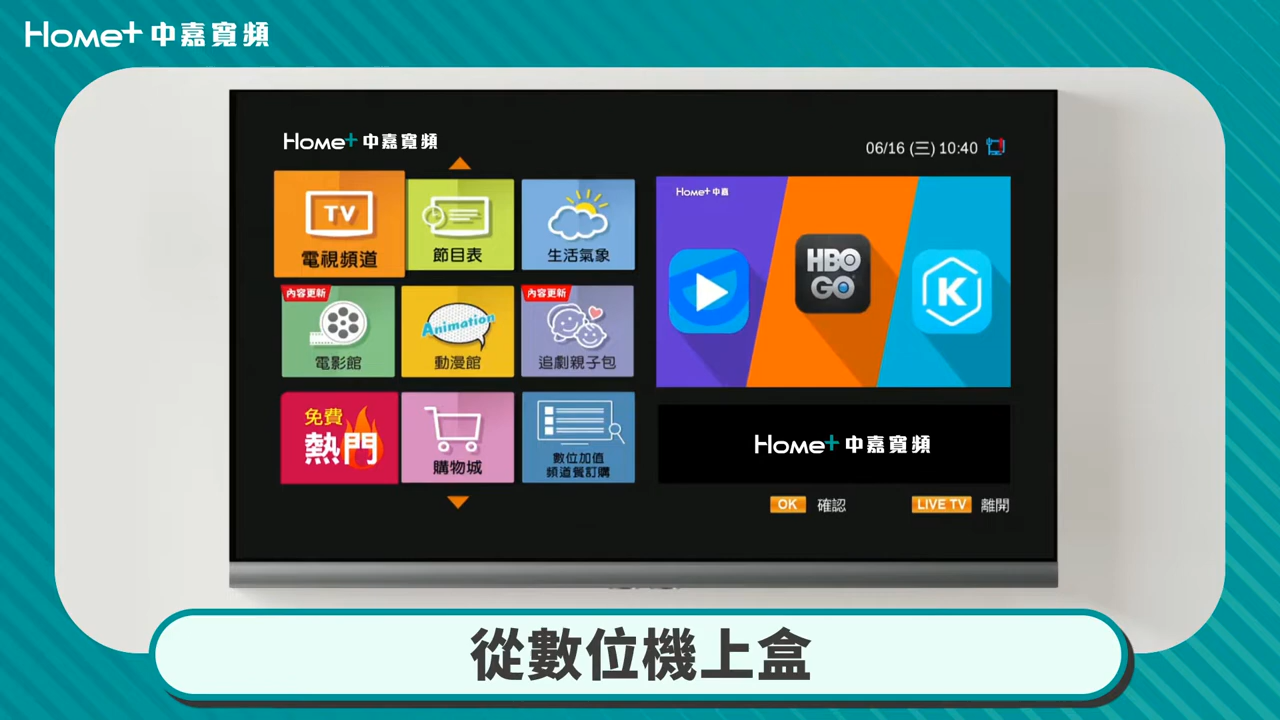 Home+ 中嘉寬頻
Home+ 中嘉寬頻
06/16 (三) 10:40
TV
電視頻道
節目表
生活氣象
Home+ 中嘉
HBO
GO
K
內容更新
電影館
Animation
動漫館
內容更新
追劇親子包
免費
熱門
購物城
數位加值
頻道餐訂購
Home+ 中嘉寬頻
OK 確認
LIVE TV 離開
從數位機上盒